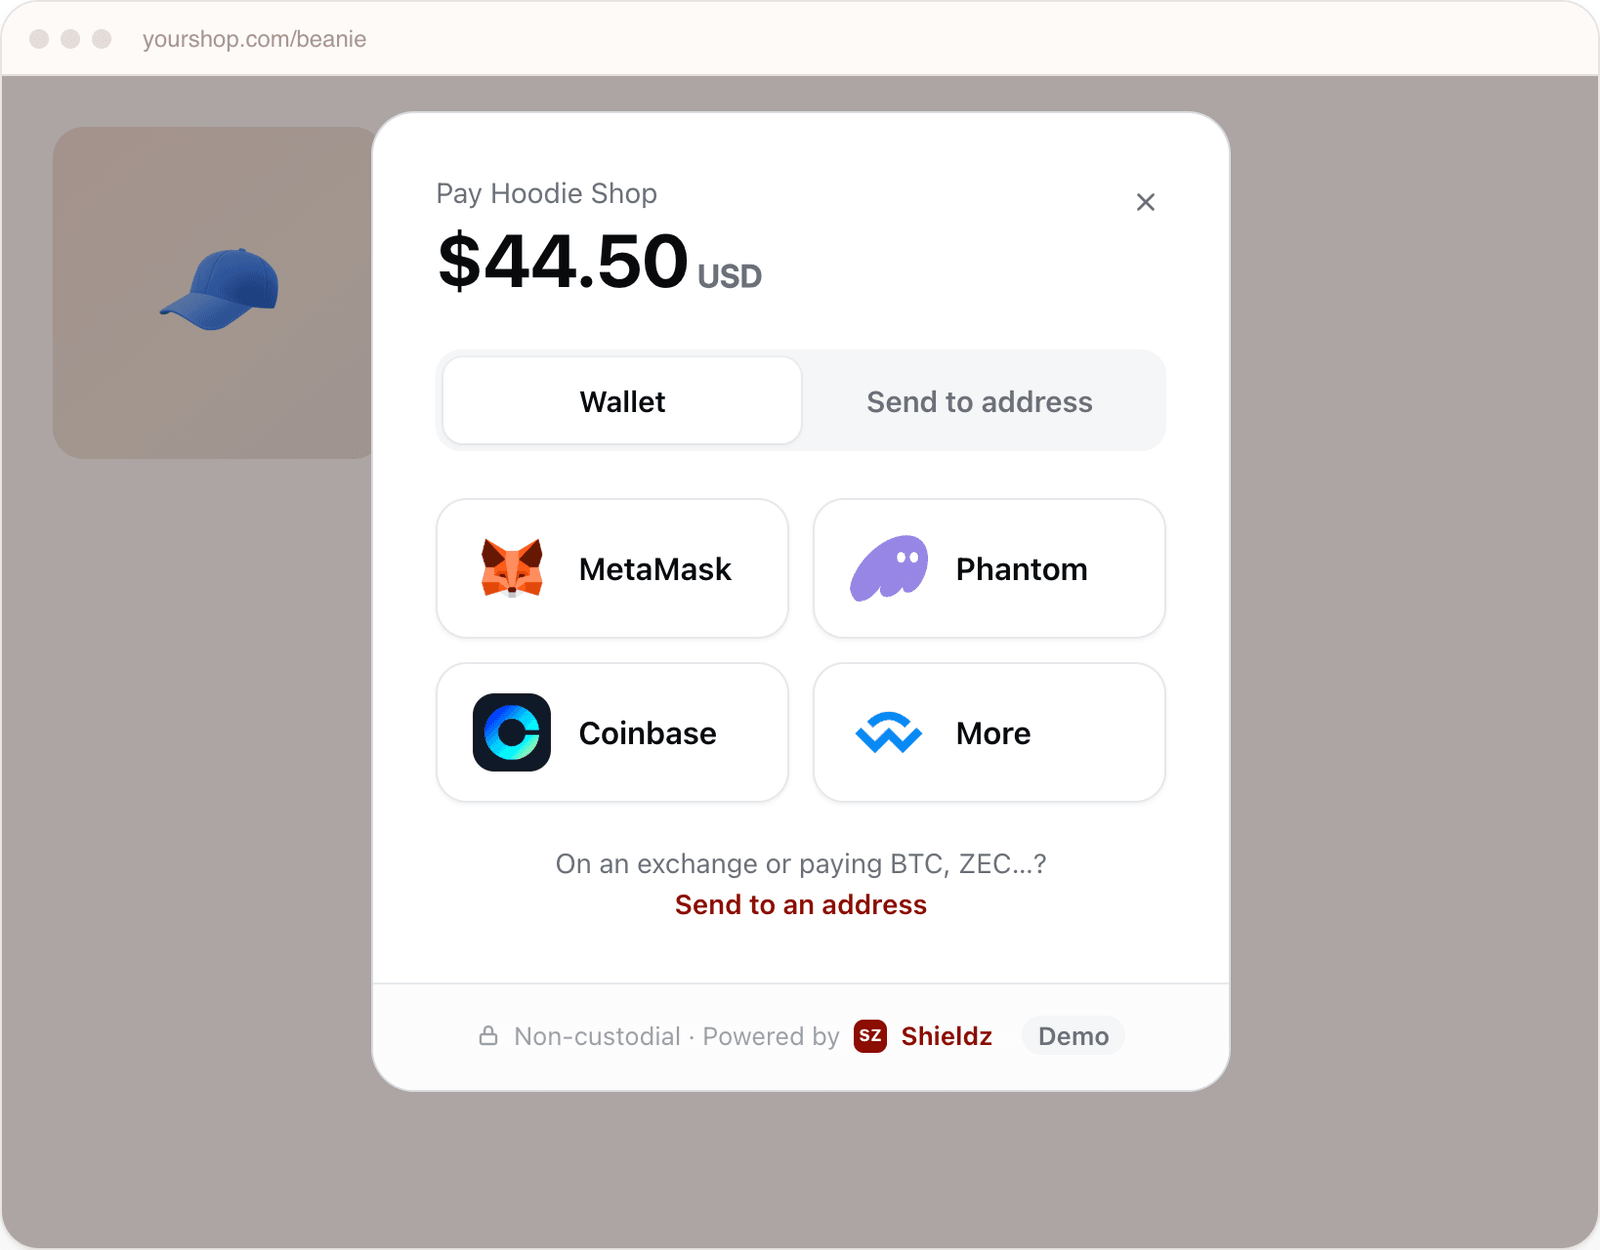 yourshop.com/beanie
Pay Hoodie Shop
$44.50 USD
Wallet
Send to address
MetaMask
Phantom
Coinbase
More
On an exchange or paying BTC, ZEC...?
Send to an address
Non-custodial · Powered by SZ Shieldz Demo